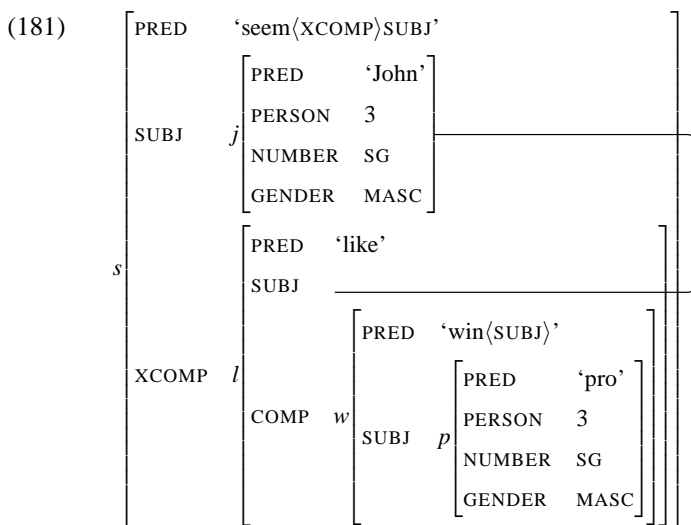 (181)
PRED ‘seem⟨XCOMP⟩SUBJ’
PRED ‘John’
PERSON 3
SUBJ j
NUMBER SG
GENDER MASC
PRED ‘like’
s
SUBJ
PRED ‘win⟨SUBJ⟩’
XCOMP l
PRED ‘pro’
COMP w
PERSON 3
SUBJ p
NUMBER SG
GENDER MASC